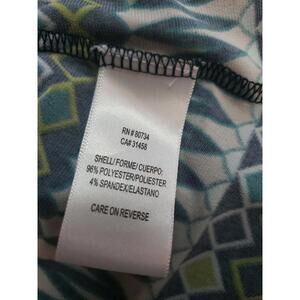 RN # 80734
CA# 31458
SHELL/ FORME/ CUERPO:
96% POLYESTER/POLIESTER
4% SPANDEX/ELASTANO
CARE ON REVERSE